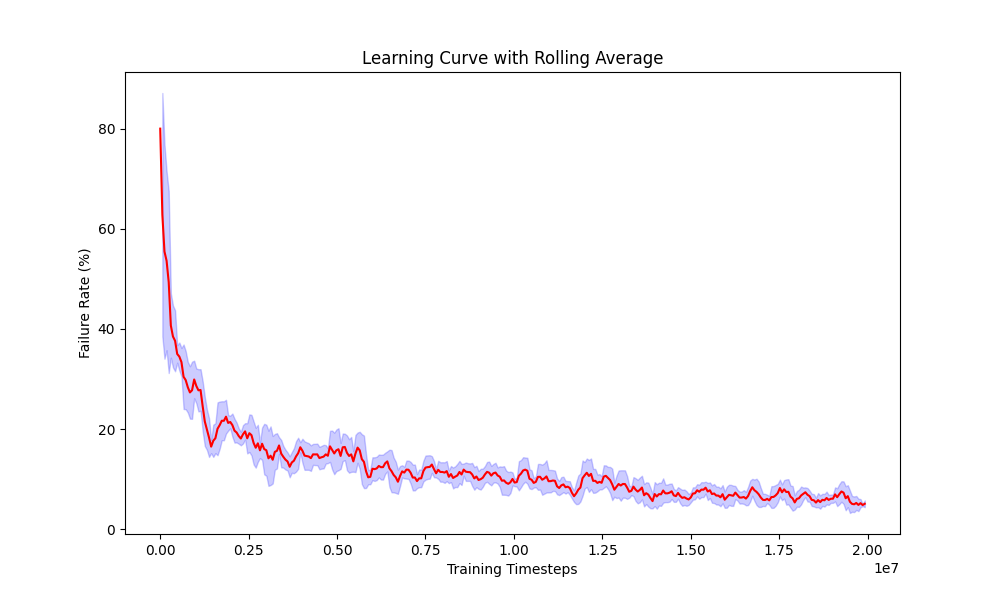 Learning Curve with Rolling Average
Failure Rate (%)
80
60
40
20
0
0.00 0.25 0.50 0.75 1.00 1.25 1.50 1.75 2.00
1e7
Training Timesteps